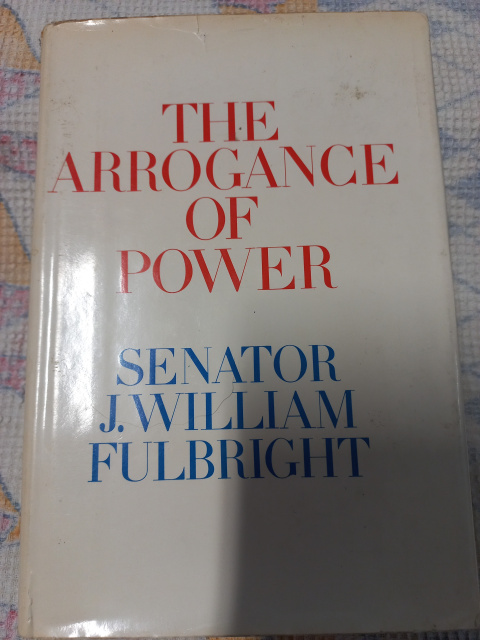 THE
ARROGANCE
OF
POWER
SENATOR
J. WILLIAM
FULBRIGHT